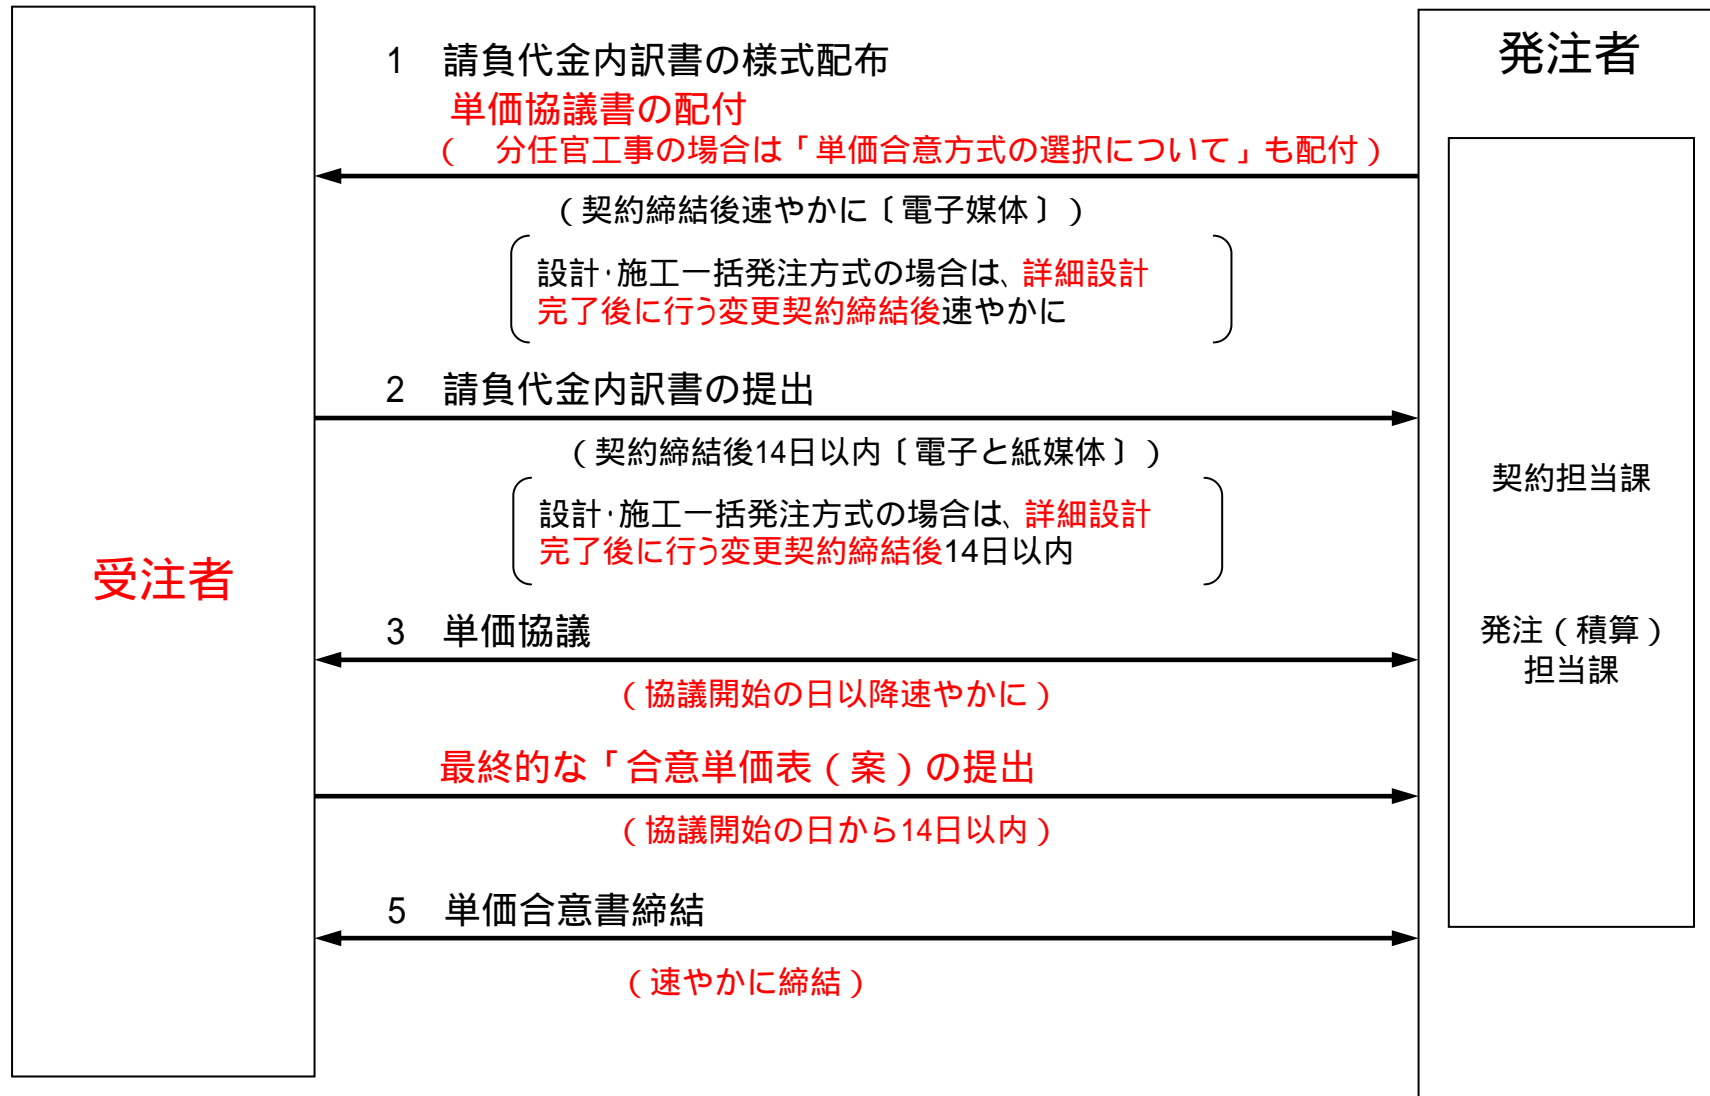 発注者
1 請負代金内訳書の様式配布
単価協議書の配付
( 分任官工事の場合は「単価合意方式の選択について」も配付)
(契約締結後速やかに〔電子媒体〕)
設計・施工一括発注方式の場合は、詳細設計
完了後に行う変更契約締結後速やかに
2 請負代金内訳書の提出
(契約締結後14日以内〔電子と紙媒体〕)
設計・施工一括発注方式の場合は、詳細設計
完了後に行う変更契約締結後14日以内
契約担当課
受注者
3 単価協議
(協議開始の日以降速やかに)
発注(積算)
担当課
最終的な「合意単価表(案)の提出
(協議開始の日から14日以内)
5 単価合意書締結
(速やかに締結)